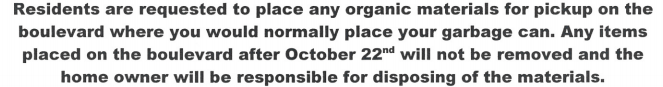 Residents are requested to place any organic materials for pickup on the
boulevard where you would normally place your garbage can. Any items
placed on the boulevard after October 22nd will not be removed and the
home owner will be responsible for disposing of the materials.